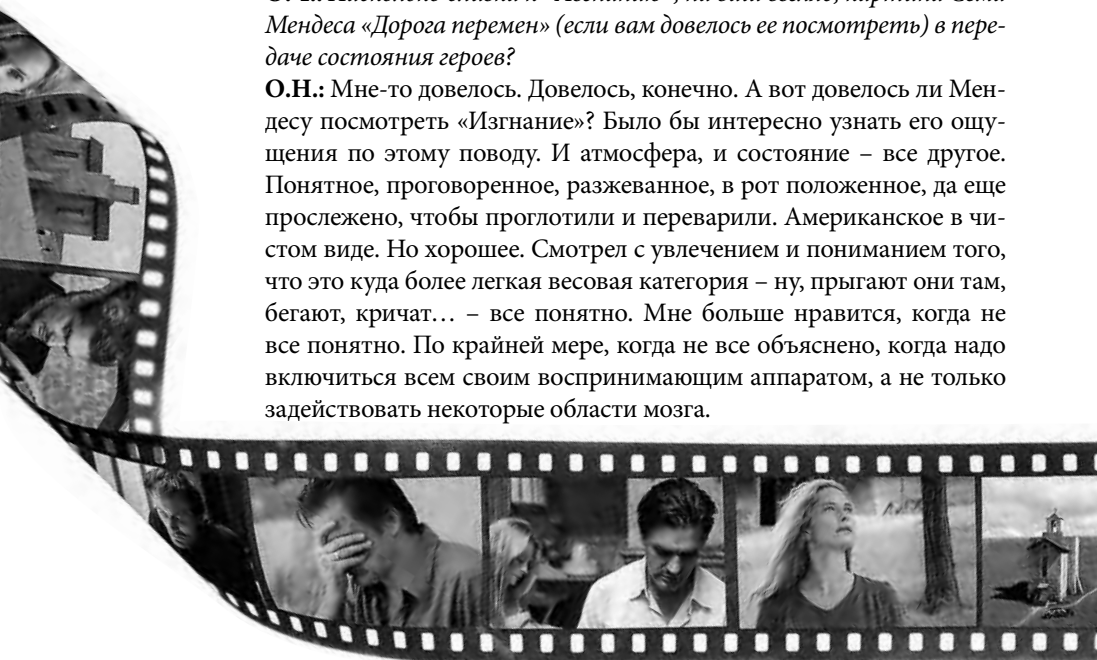 Мендеса «Дорога перемен» (если вам довелось ее посмотреть) в пере-
даче состояния героев?
О.Н.: Мне-то довелось. Довелось, конечно. А вот довелось ли Мен-
десу посмотреть «Изгнание»? Было бы интересно узнать его ощу-
щения по этому поводу. И атмосфера, и состояние – все другое.
Понятное, проговоренное, разжеванное, в рот положенное, да еще
прослежено, чтобы проглотили и переварили. Американское в чи-
стом виде. Но хорошее. Смотрел с увлечением и пониманием того,
что это куда более легкая весовая категория – ну, прыгают они там,
бегают, кричат… – все понятно. Мне больше нравится, когда не
все понятно. По крайней мере, когда не все объяснено, когда надо
включиться всем своим воспринимающим аппаратом, а не только
задействовать некоторые области мозга.